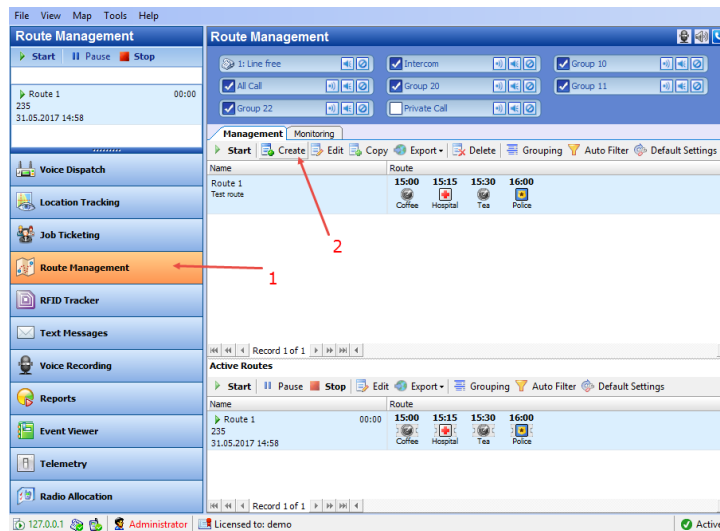 File View Map Tools Help
Route Management
Start Pause Stop
Route 1 00:00
235
31.05.2017 14:58
Voice Dispatch
Location Tracking
Job Ticketing
Route Management
RFID Tracker
Text Messages
Voice Recording
Reports
Event Viewer
Telemetry
Radio Allocation
Route Management
1: Line free Intercom Group 10
All Call Group 20 Group 11
Group 22 Private Call
Management Monitoring
Start Create Edit Copy Export Delete Grouping Auto Filter Default Settings
Name Route
Route 1 15:00 15:15 15:30 16:00
Test route
Coffee Hospital Tea Police
2
1
Record 1 of 1
Active Routes
Start Pause Stop Edit Export Grouping Auto Filter Default Settings
Name Route
Route 1 00:00 15:00 15:15 15:30 16:00
235
31.05.2017 14:58 Coffee Hospital Tea Police
Record 1 of 1
127.0.0.1 Administrator Licensed to: demo Active